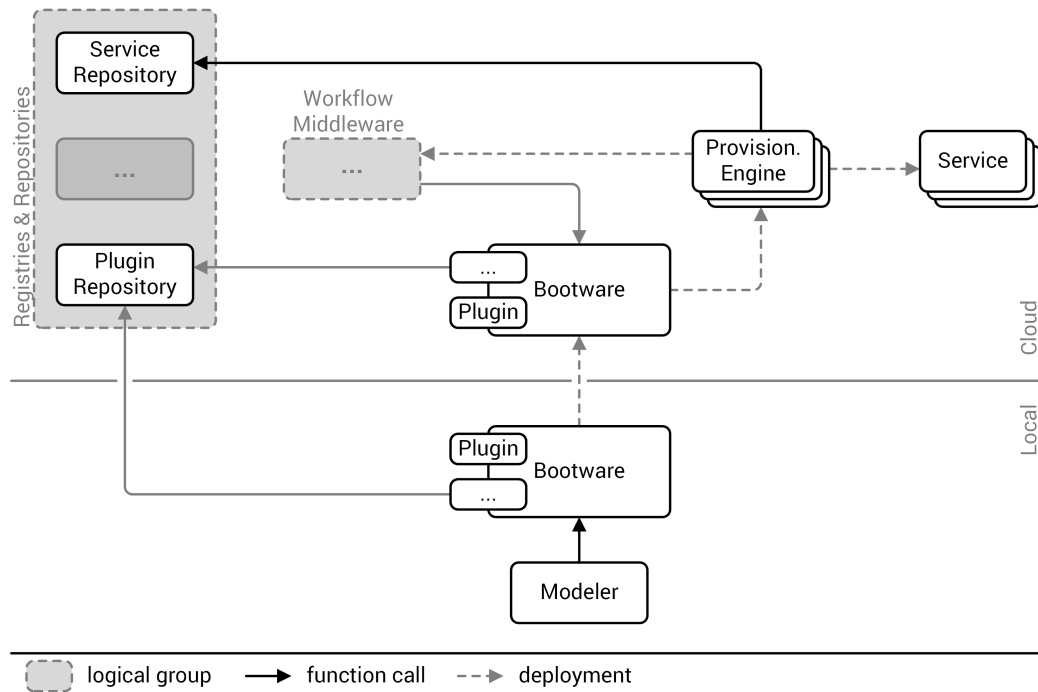 Service
Repository
Registries & Repositories
...
Plugin
Repository
Workflow
Middleware
...
Provision.
Engine
Service
...
Bootware
Plugin
Cloud
Local
Plugin
Bootware
...
Modeler
logical group
function call
deployment